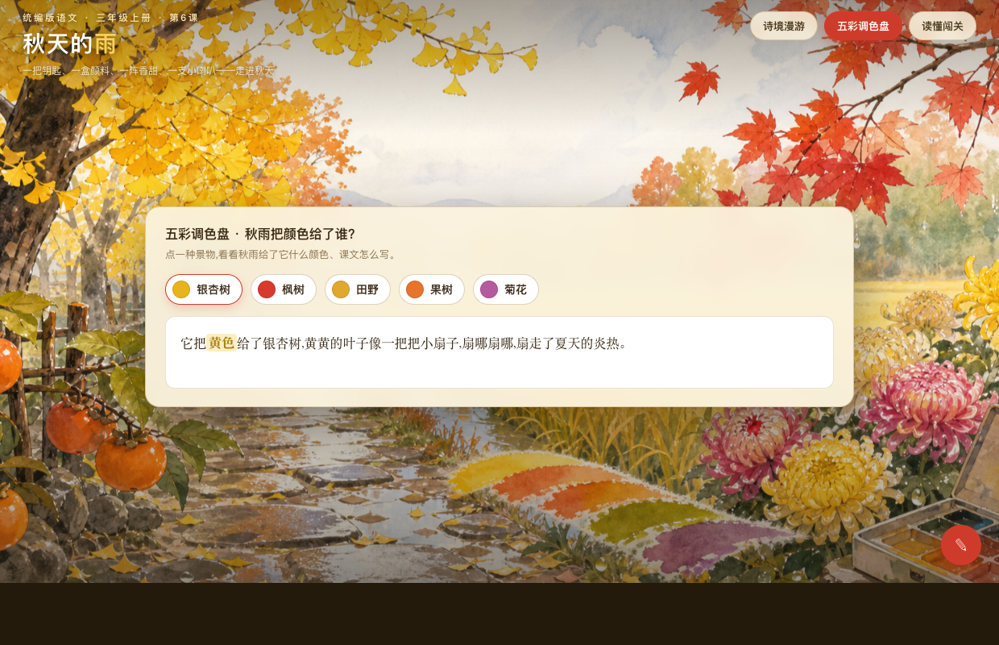 统编版语文 · 三年级上册 · 第6课
秋天的雨
一把钥匙、一盒颜料、一阵香甜、一支小喇叭——走进秋天
诗境漫游
五彩调色盘
读懂闯关
五彩调色盘 · 秋雨把颜色给了谁?
点一种景物,看看秋雨给了它什么颜色、课文怎么写。
银杏树
枫树
田野
果树
菊花
它把黄色给了银杏树,黄黄的叶子像一把把小扇子,扇哪扇哪,扇走了夏天的炎热。